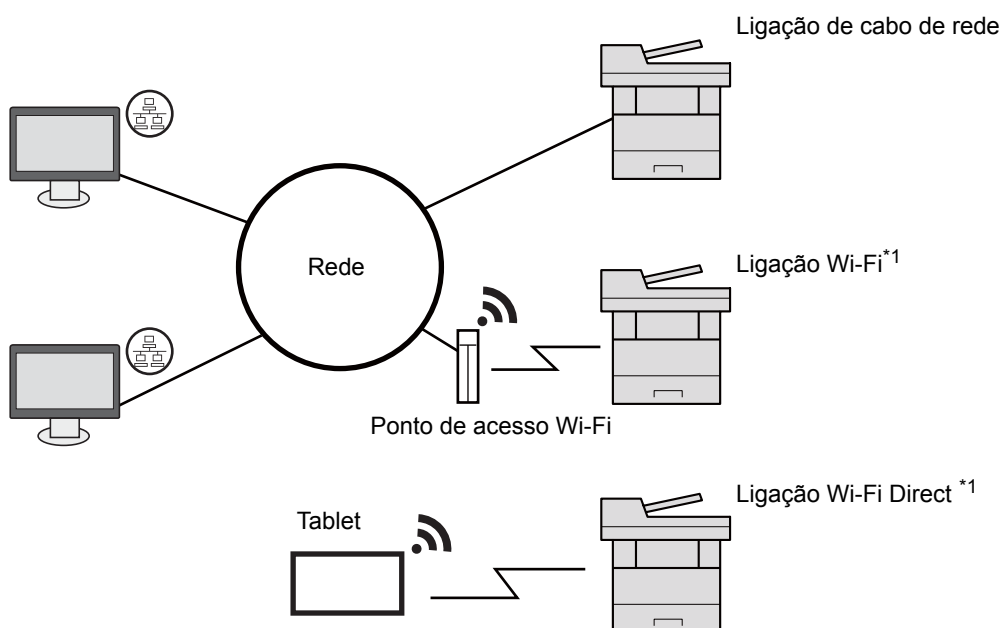 Ligação de cabo de rede
Rede
Ligação Wi-Fi*1
Ponto de acesso Wi-Fi
Ligação Wi-Fi Direct *1
Tablet